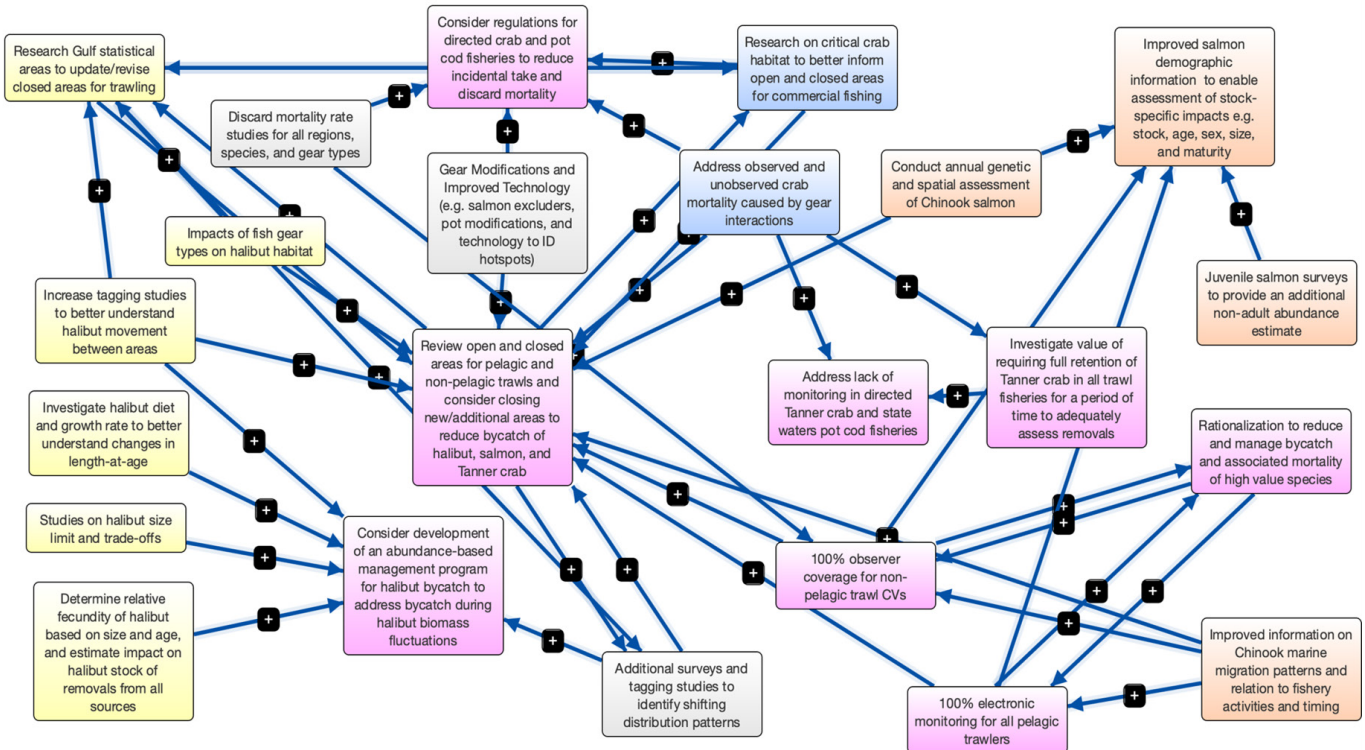 Research Gulf statistical
areas to update/revise
closed areas for trawling
Consider regulations for
directed crab and pot
cod fisheries to reduce
incidental take and
discard mortality
Research on critical crab
habitat to better inform
open and closed areas
for commercial fishing
Improved salmon
demographic
information to enable
assessment of stock-
specific impacts e.g.
stock, age, sex, size,
and maturity
Discard mortality rate
studies for all regions,
species, and gear types
Gear Modifications and
Improved Technology
(e.g. salmon excluders,
pot modifications, and
technology to ID
hotspots)
Address observed and
unobserved crab
mortality caused by gear
interactions
Conduct annual genetic
and spatial assessment
of Chinook salmon
Impacts of fish gear
types on halibut habitat
Juvenile salmon surveys
to provide an additional
non-adult abundance
estimate
Increase tagging studies
to better understand
halibut movement
between areas
Review open and closed
areas for pelagic and
non-pelagic trawls and
consider closing
new/additional areas to
reduce bycatch of
halibut, salmon, and
Tanner crab
Address lack of
monitoring in directed
Tanner crab and state
waters pot cod fisheries
Investigate value of
requiring full retention of
Tanner crab in all trawl
fisheries for a period of
time to adequately
assess removals
Investigate halibut diet
and growth rate to better
understand changes in
length-at-age
Rationalization to reduce
and manage bycatch
and associated mortality
of high value species
Studies on halibut size
limit and trade-offs
Consider development
of an abundance-based
management program
for halibut bycatch to
address bycatch during
halibut biomass
fluctuations
100% observer
coverage for non-
pelagic trawl CVs
Determine relative
fecundity of halibut
based on size and age,
and estimate impact on
halibut stock of
removals from all
sources
Additional surveys and
tagging studies to
identify shifting
distribution patterns
100% electronic
monitoring for all pelagic
trawlers
Improved information on
Chinook marine
migration patterns and
relation to fishery
activities and timing